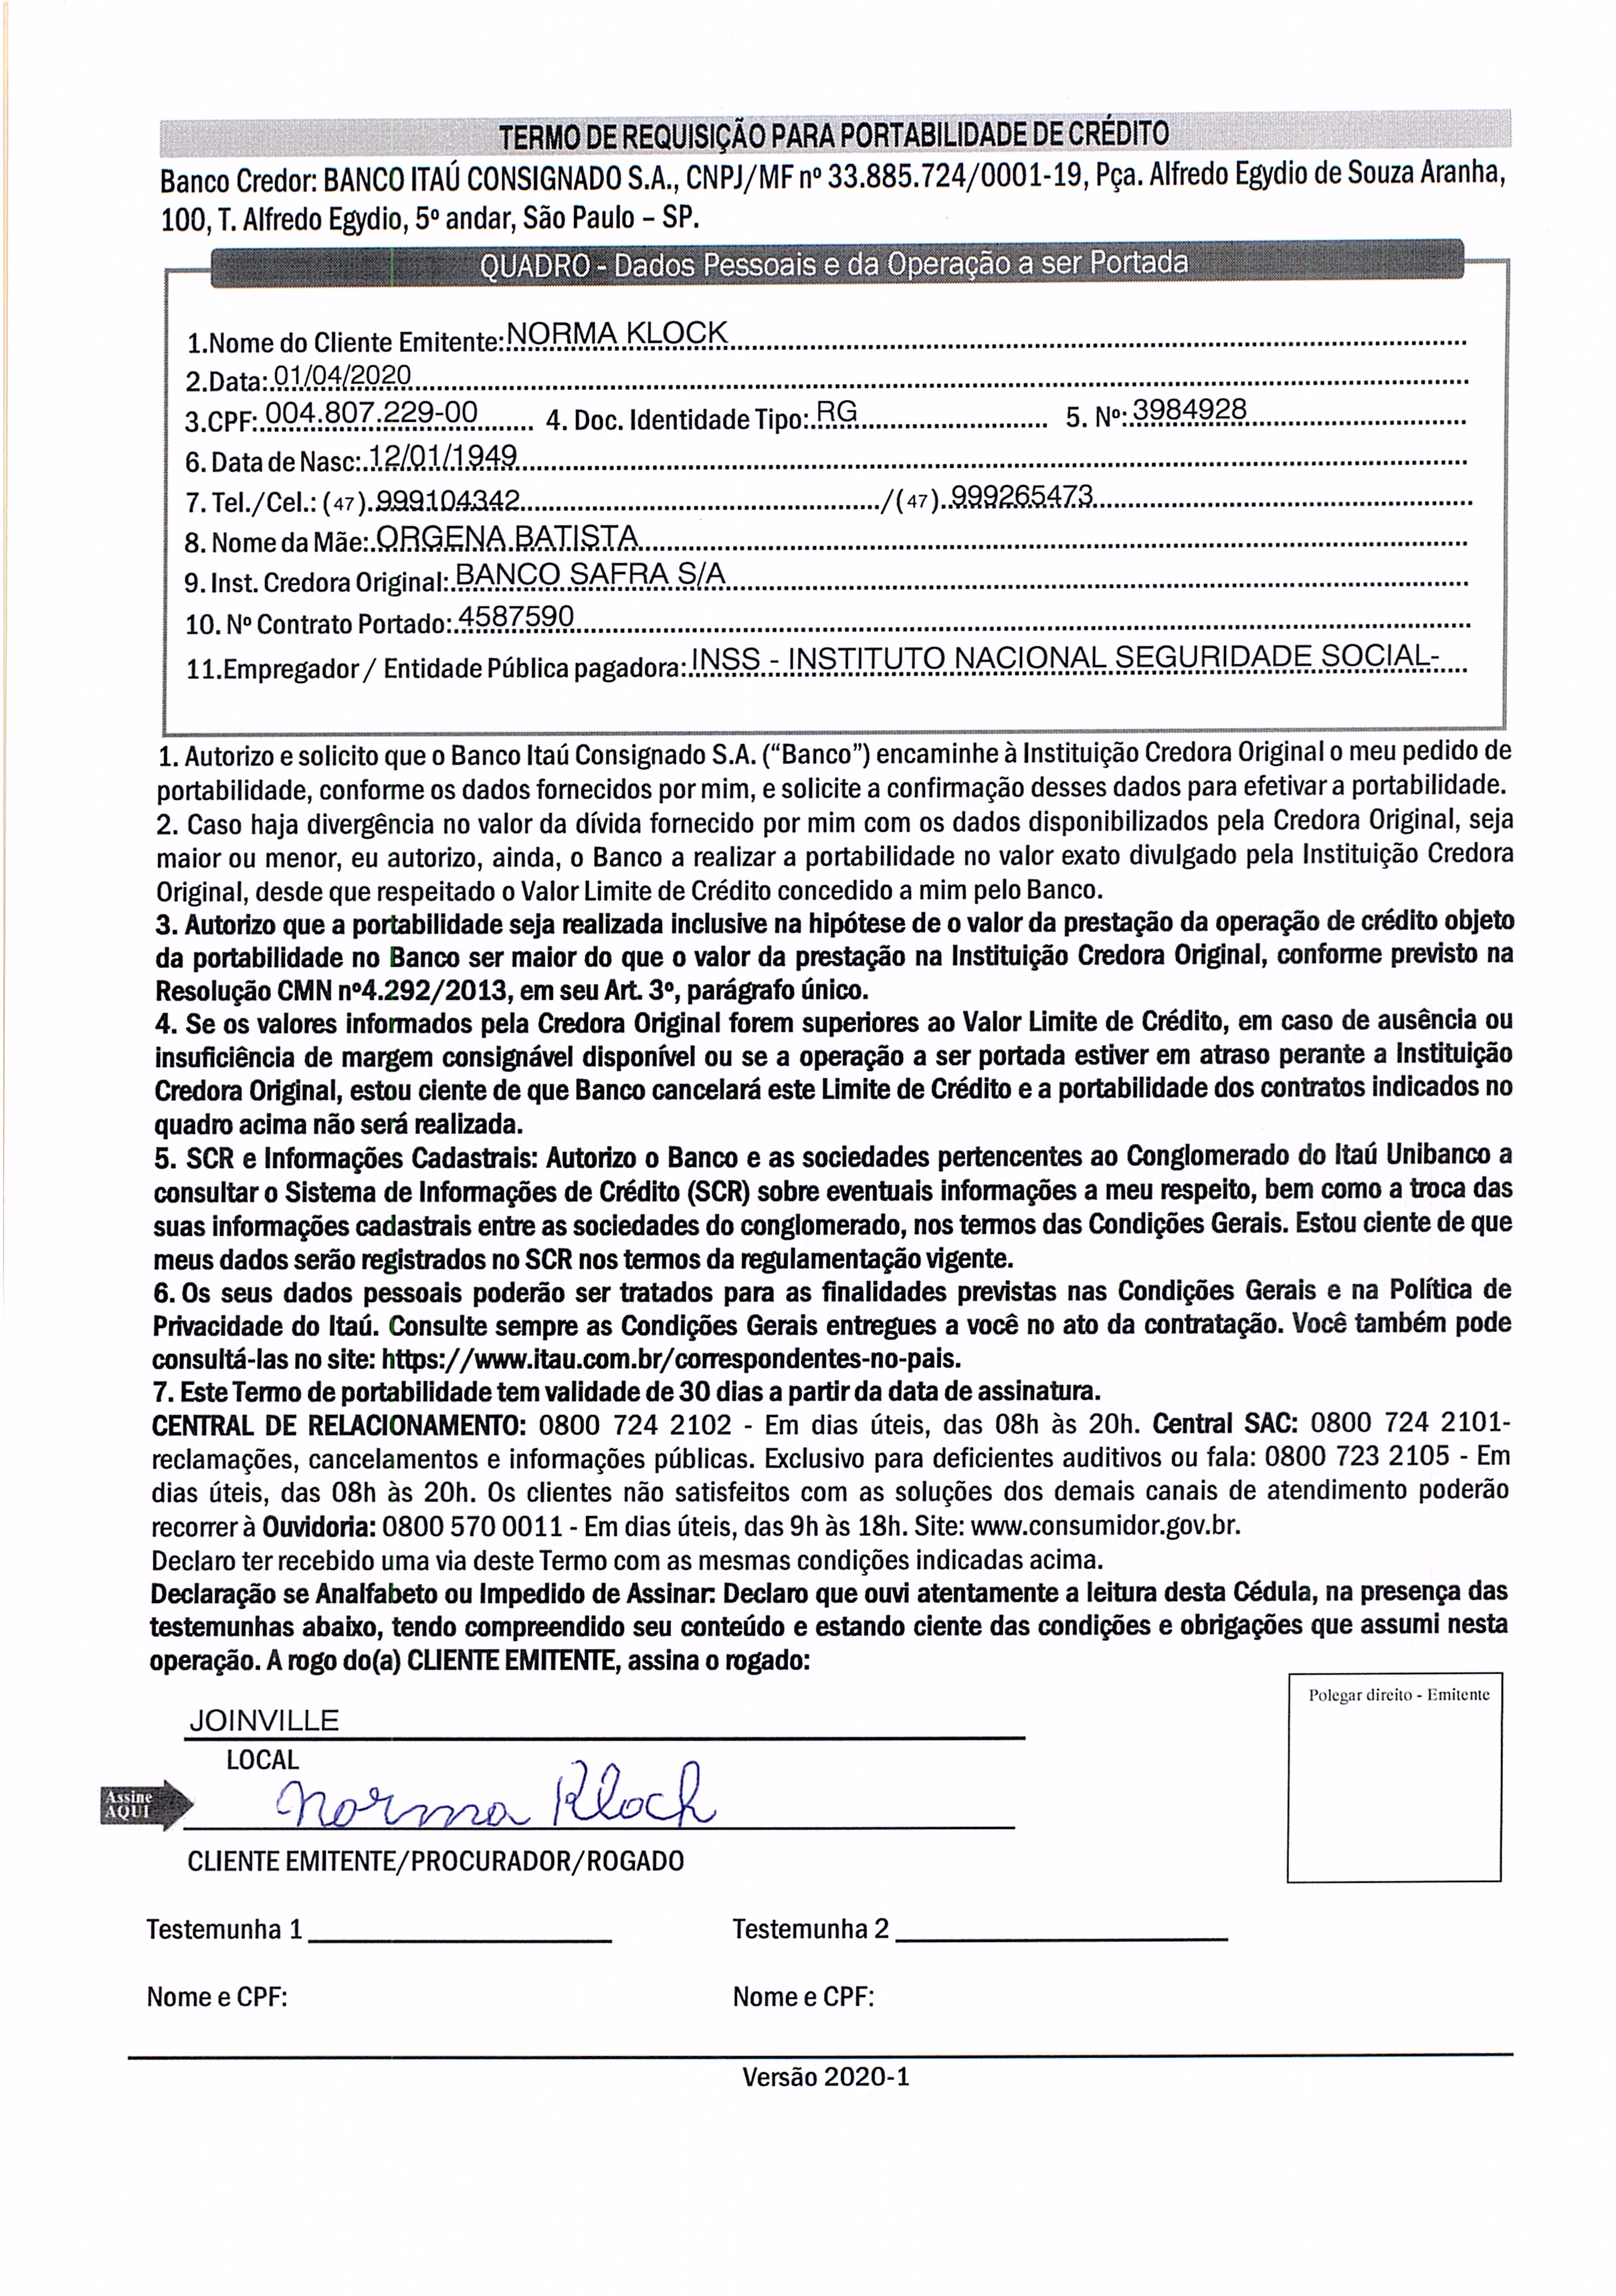 TERMO DE REQUISIÇÃO PARA PORTABILIDADE DE CRÉDITO
Banco Credor: BANCO ITAÚ CONSIGNADO S.A., CNPJ/MF nº 33.885.724/0001-19, Pça. Alfredo Egydio de Souza Aranha,
100, T. Alfredo Egydio, 5º andar, São Paulo – SP.
QUADRO - Dados Pessoais e da Operação a ser Portada
1.Nome do Cliente Emitente: NORMA KLOCK
2.Data: 01/04/2020
3.CPF: 004.807.229-00 4. Doc. Identidade Tipo: RG 5. Nº: 3984928
6. Data de Nasc: 12/01/1949
7. Tel./Cel.: (47) 999104342 /(47) 999265473
8. Nome da Mãe: ORGENA BATISTA
9. Inst. Credora Original: BANCO SAFRA S/A
10. Nº Contrato Portado: 4587590
11.Empregador / Entidade Pública pagadora: INSS - INSTITUTO NACIONAL SEGURIDADE SOCIAL-
1. Autorizo e solicito que o Banco Itaú Consignado S.A. (“Banco”) encaminhe à Instituição Credora Original o meu pedido de
portabilidade, conforme os dados fornecidos por mim, e solicite a confirmação desses dados para efetivar a portabilidade.
2. Caso haja divergência no valor da dívida fornecido por mim com os dados disponibilizados pela Credora Original, seja
maior ou menor, eu autorizo, ainda, o Banco a realizar a portabilidade no valor exato divulgado pela Instituição Credora
Original, desde que respeitado o Valor Limite de Crédito concedido a mim pelo Banco.
3. Autorizo que a portabilidade seja realizada inclusive na hipótese de o valor da prestação da operação de crédito objeto
da portabilidade no Banco ser maior do que o valor da prestação na Instituição Credora Original, conforme previsto na
Resolução CMN nº4.292/2013, em seu Art. 3º, parágrafo único.
4. Se os valores informados pela Credora Original forem superiores ao Valor Limite de Crédito, em caso de ausência ou
insuficiência de margem consignável disponível ou se a operação a ser portada estiver em atraso perante a Instituição
Credora Original, estou ciente de que Banco cancelará este Limite de Crédito e a portabilidade dos contratos indicados no
quadro acima não será realizada.
5. SCR e Informações Cadastrais: Autorizo o Banco e as sociedades pertencentes ao Conglomerado do Itaú Unibanco a
consultar o Sistema de Informações de Crédito (SCR) sobre eventuais informações a meu respeito, bem como a troca das
suas informações cadastrais entre as sociedades do conglomerado, nos termos das Condições Gerais. Estou ciente de que
meus dados serão registrados no SCR nos termos da regulamentação vigente.
6. Os seus dados pessoais poderão ser tratados para as finalidades previstas nas Condições Gerais e na Política de
Privacidade do Itaú. Consulte sempre as Condições Gerais entregues a você no ato da contratação. Você também pode
consultá-las no site: https://www.itau.com.br/correspondentes-no-pais.
7. Este Termo de portabilidade tem validade de 30 dias a partir da data de assinatura.
CENTRAL DE RELACIONAMENTO: 0800 724 2102 - Em dias úteis, das 08h às 20h. Central SAC: 0800 724 2101-
reclamações, cancelamentos e informações públicas. Exclusivo para deficientes auditivos ou fala: 0800 723 2105 - Em
dias úteis, das 08h às 20h. Os clientes não satisfeitos com as soluções dos demais canais de atendimento poderão
recorrer à Ouvidoria: 0800 570 0011 - Em dias úteis, das 9h às 18h. Site: www.consumidor.gov.br.
Declaro ter recebido uma via deste Termo com as mesmas condições indicadas acima.
Declaração se Analfabeto ou Impedido de Assinar: Declaro que ouvi atentamente a leitura desta Cédula, na presença das
testemunhas abaixo, tendo compreendido seu conteúdo e estando ciente das condições e obrigações que assumi nesta
operação. A rogo do(a) CLIENTE EMITENTE, assina o rogado:
Polegar direito - Emitente
JOINVILLE
LOCAL
Assine
AQUI
Norma Klock
CLIENTE EMITENTE/PROCURADOR/ROGADO
Testemunha 1 Testemunha 2
Nome e CPF: Nome e CPF:
Versão 2020-1